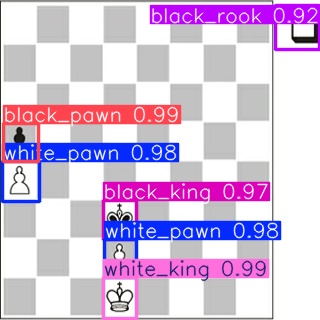 black_rook 0.92
black_pawn 0.99
white_pawn 0.98
black_king 0.97
white_pawn 0.98
white_king 0.99